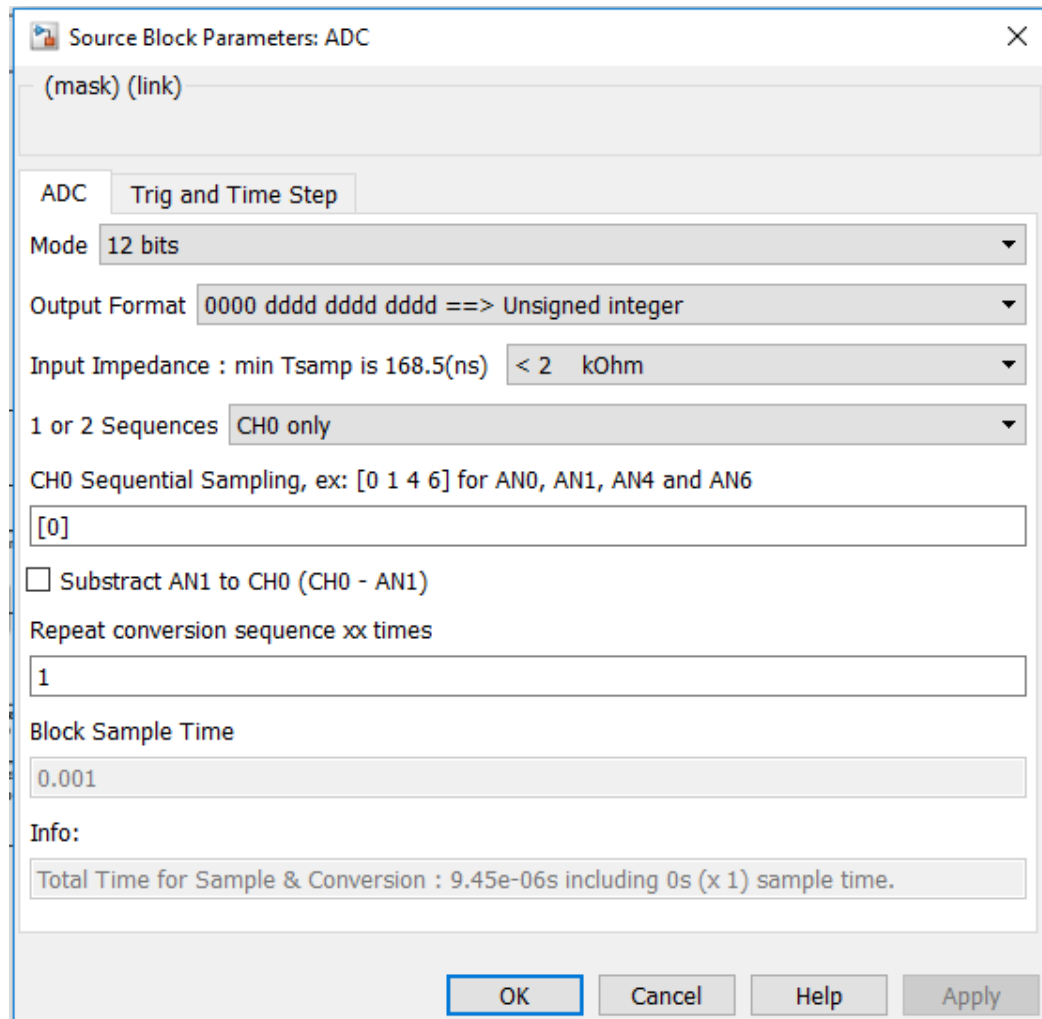 Source Block Parameters: ADC
(mask) (link)
ADC Trig and Time Step
Mode 12 bits
Output Format 0000 dddd dddd dddd ==> Unsigned integer
Input Impedance : min Tsamp is 168.5(ns) < 2 kOhm
1 or 2 Sequences CH0 only
CH0 Sequential Sampling, ex: [0 1 4 6] for AN0, AN1, AN4 and AN6
[0]
Substract AN1 to CH0 (CH0 - AN1)
Repeat conversion sequence xx times
1
Block Sample Time
0.001
Info:
Total Time for Sample & Conversion : 9.45e-06s including 0s (x 1) sample time.
OK Cancel Help Apply